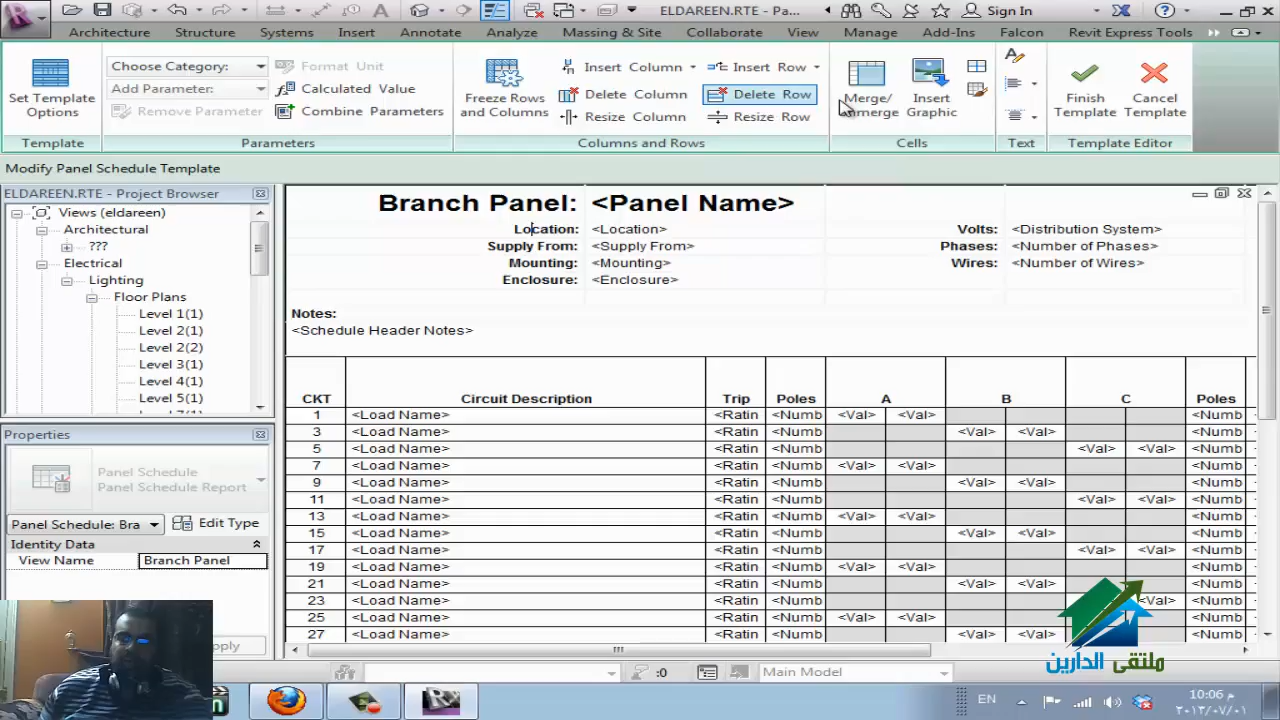 ELDAREEN.RTE - Pa...
Sign In
Architecture
Structure
Systems
Insert
Annotate
Analyze
Massing & Site
Collaborate
View
Manage
Add-Ins
Falcon
Revit Express Tools
Set Template
Options
Choose Category:
Add Parameter:
Remove Parameter
Format Unit
Calculated Value
Combine Parameters
Freeze Rows
and Columns
Insert Column
Delete Column
Resize Column
Insert Row
Delete Row
Resize Row
Merge/
Insert
Graphic
Finish
Template
Cancel
Template
Template
Parameters
Columns and Rows
Cells
Text
Template Editor
Modify Panel Schedule Template
ELDAREEN.RTE - Project Browser
Views (eldareen)
Architectural
???
Electrical
Lighting
Floor Plans
Level 1(1)
Level 2(1)
Level 2(2)
Level 3(1)
Level 4(1)
Level 5(1)
Properties
Panel Schedule
Panel Schedule Report
Panel Schedule: Bra
Edit Type
Identity Data
View Name
Branch Panel
Branch Panel: <Panel Name>
Location: <Location> Volts: <Distribution System>
Supply From: <Supply From> Phases: <Number of Phases>
Mounting: <Mounting> Wires: <Number of Wires>
Enclosure: <Enclosure>
Notes:
<Schedule Header Notes>
CKT Circuit Description Trip Poles A B C Poles
1 <Load Name> <Ratin <Numb <Val> <Val> <Numb
3 <Load Name> <Ratin <Numb <Val> <Val> <Numb
5 <Load Name> <Ratin <Numb <Val> <Val> <Numb
7 <Load Name> <Ratin <Numb <Val> <Val> <Numb
9 <Load Name> <Ratin <Numb <Val> <Val> <Numb
11 <Load Name> <Ratin <Numb <Val> <Val> <Numb
13 <Load Name> <Ratin <Numb <Val> <Val> <Numb
15 <Load Name> <Ratin <Numb <Val> <Val> <Numb
17 <Load Name> <Ratin <Numb <Val> <Val> <Numb
19 <Load Name> <Ratin <Numb <Val> <Val> <Numb
21 <Load Name> <Ratin <Numb <Val> <Val> <Numb
23 <Load Name> <Ratin <Numb <Val> <Numb
25 <Load Name> <Ratin <Numb <Val> <Val>
27 <Load Name> <Ratin <Numb <Val> <Val>
ملتقى الدارين
:0
Main Model
EN
10:06 م
٢٠١٣/٠٧/٠١